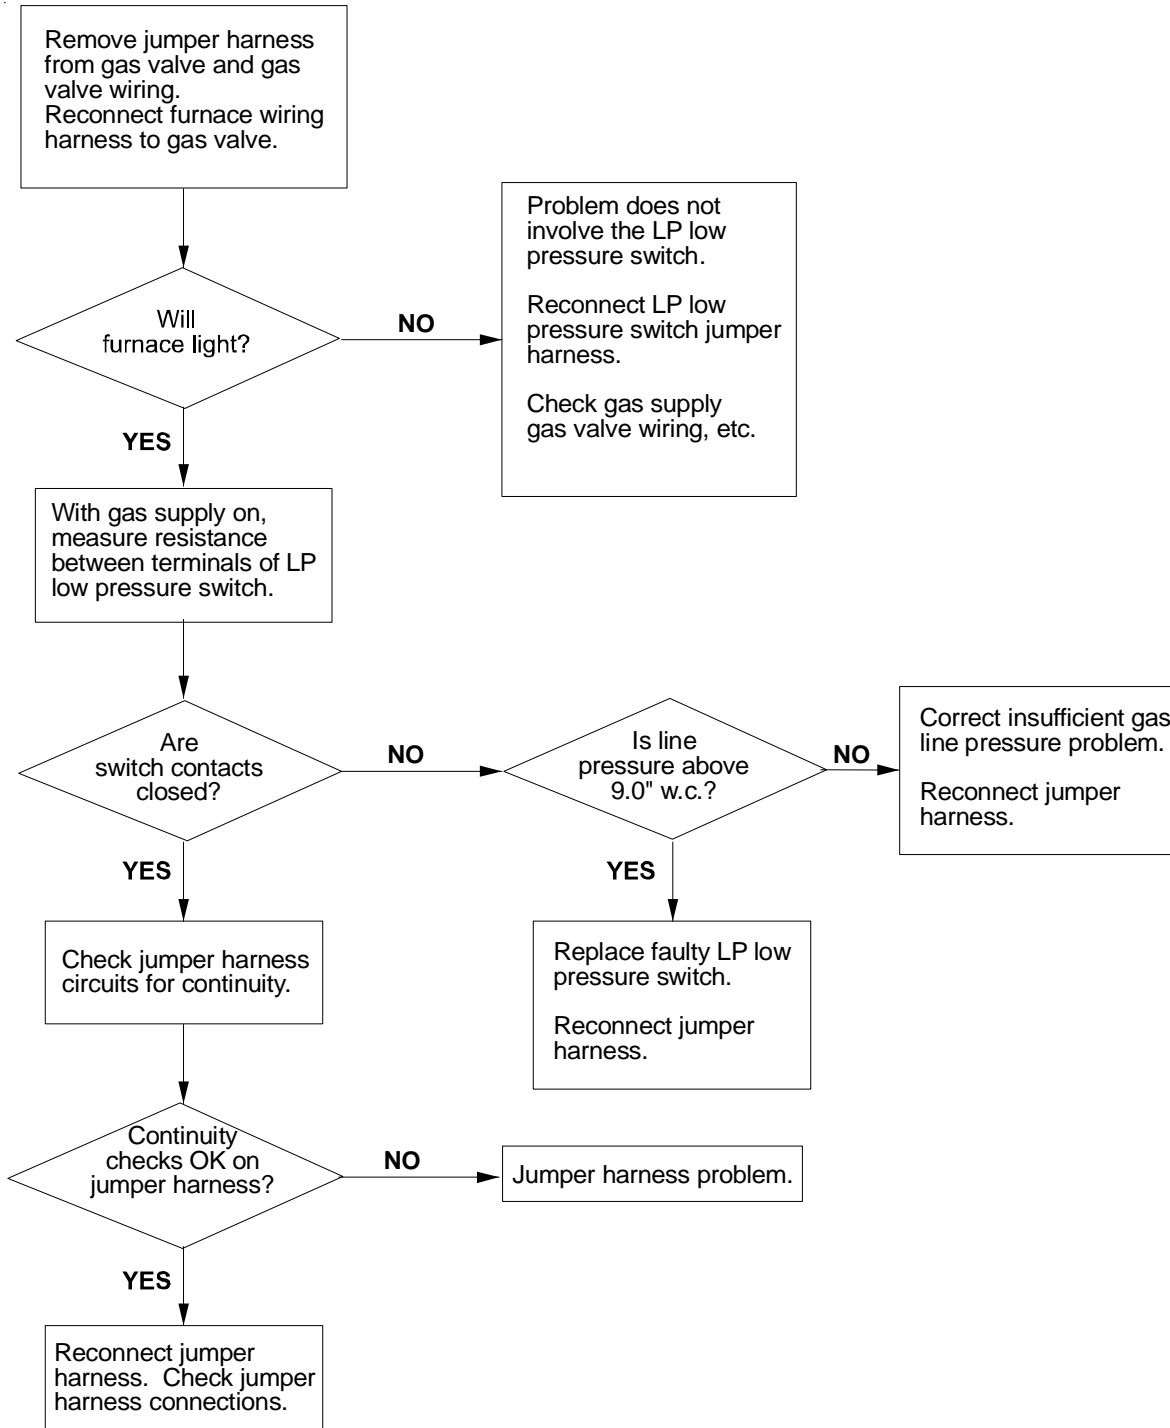 Remove jumper harness
from gas valve and gas
valve wiring.
Reconnect furnace wiring
harness to gas valve.
Will
furnace light?
NO
Problem does not
involve the LP low
pressure switch.
Reconnect LP low
pressure switch jumper
harness.
Check gas supply
gas valve wiring, etc.
YES
With gas supply on,
measure resistance
between terminals of LP
low pressure switch.
Are
switch contacts
closed?
NO
Is line
pressure above
9.0" w.c.?
NO
Correct insufficient gas
line pressure problem.
Reconnect jumper
harness.
YES
Replace faulty LP low
pressure switch.
Reconnect jumper
harness.
YES
Check jumper harness
circuits for continuity.
Continuity
checks OK on
jumper harness?
NO
Jumper harness problem.
YES
Reconnect jumper
harness. Check jumper
harness connections.